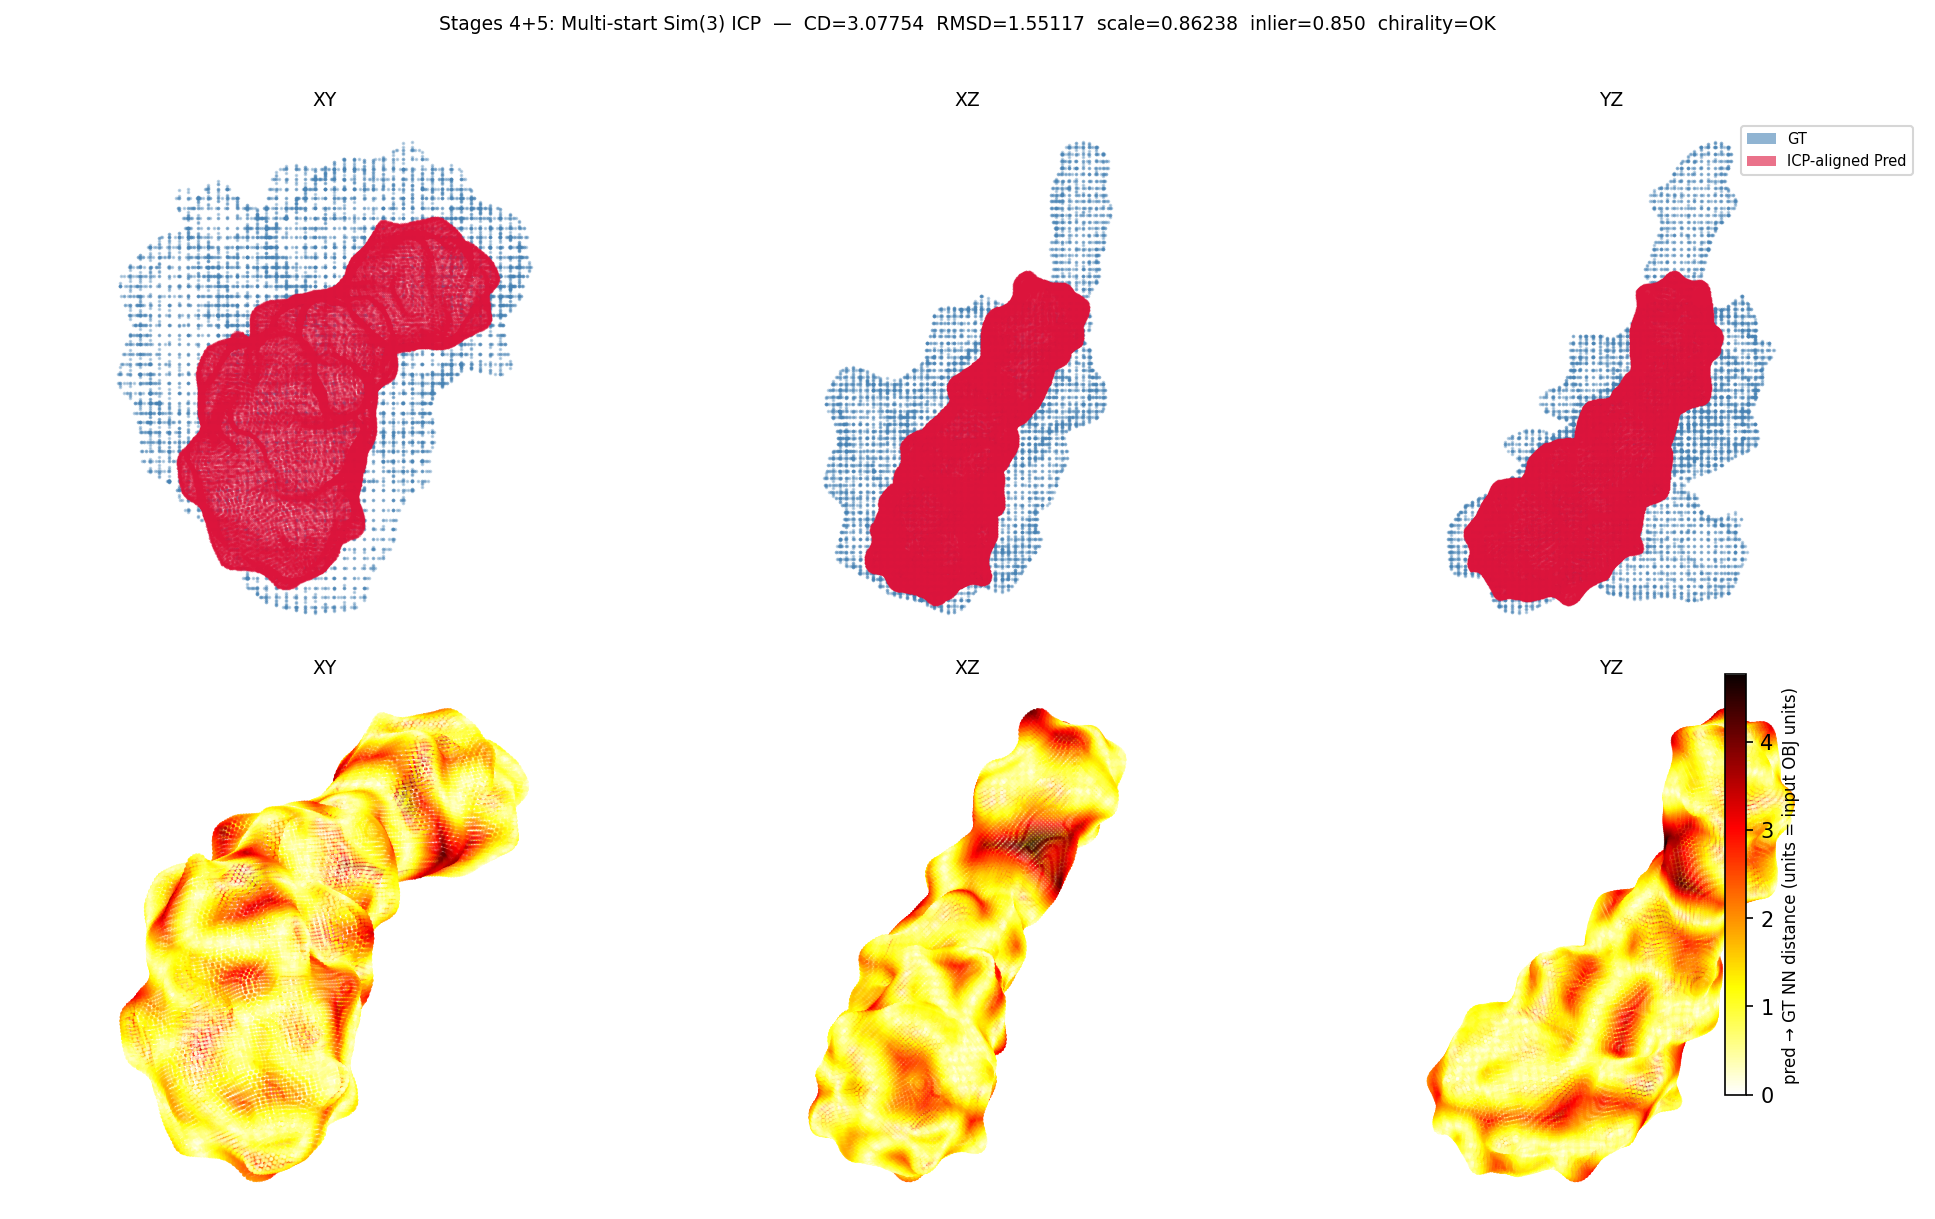 Stages 4+5: Multi-start Sim(3) ICP — CD=3.07754 RMSD=1.55117 scale=0.86238 inlier=0.850 chirality=OK
XY
XZ
YZ
GT
ICP-aligned Pred
XY
XZ
YZ
4
3
2
1
0
pred → GT NN distance (units = input OBJ units)